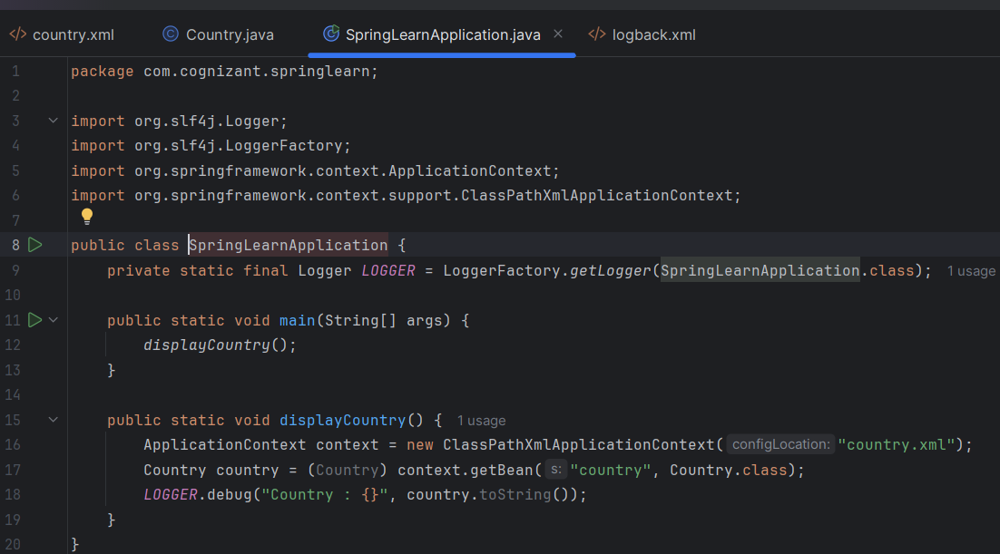 country.xml Country.java SpringLearnApplication.java logback.xml
1 package com.cognizant.springlearn;
2
3 import org.slf4j.Logger;
4 import org.slf4j.LoggerFactory;
5 import org.springframework.context.ApplicationContext;
6 import org.springframework.context.support.ClassPathXmlApplicationContext;
7
8 public class SpringLearnApplication {
9 private static final Logger LOGGER = LoggerFactory.getLogger(SpringLearnApplication.class); 1 usage
10
11 public static void main(String[] args) {
12 displayCountry();
13 }
14
15 public static void displayCountry() { 1 usage
16 ApplicationContext context = new ClassPathXmlApplicationContext( configLocation: "country.xml");
17 Country country = (Country) context.getBean( s: "country", Country.class);
18 LOGGER.debug("Country : {}", country.toString());
19 }
20 }